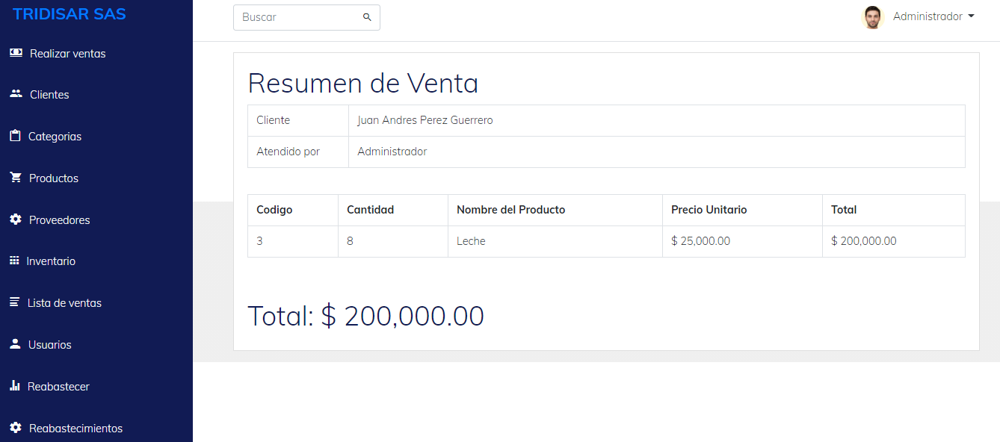 TRIDISAR SAS
Buscar
Administrador
Realizar ventas
Clientes
Categorias
Productos
Proveedores
Inventario
Lista de ventas
Usuarios
Reabastecer
Reabastecimientos
Resumen de Venta
Cliente Juan Andres Perez Guerrero
Atendido por Administrador
Codigo Cantidad Nombre del Producto Precio Unitario Total
3 8 Leche $ 25,000.00 $ 200,000.00
Total: $ 200,000.00